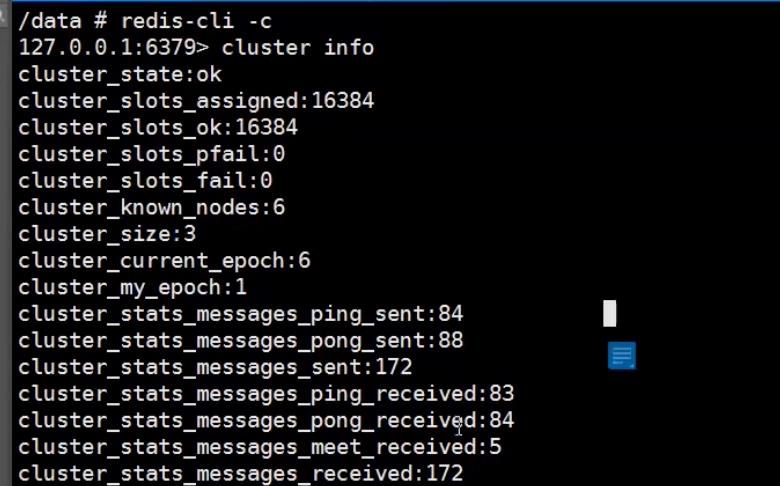 /data # redis-cli -c
127.0.0.1:6379> cluster info
cluster_state:ok
cluster_slots_assigned:16384
cluster_slots_ok:16384
cluster_slots_pfail:0
cluster_slots_fail:0
cluster_known_nodes:6
cluster_size:3
cluster_current_epoch:6
cluster_my_epoch:1
cluster_stats_messages_ping_sent:84
cluster_stats_messages_pong_sent:88
cluster_stats_messages_sent:172
cluster_stats_messages_ping_received:83
cluster_stats_messages_pong_received:84
cluster_stats_messages_meet_received:5
cluster_stats_messages_received:172